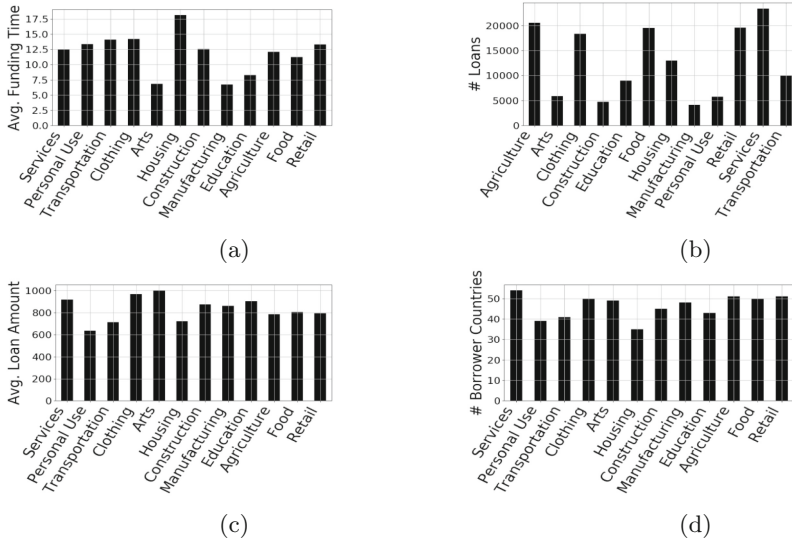 Avg. Funding Time
17.5
15.0
12.5
10.0
7.5
5.0
2.5
0.0
Services
Personal Use
Transportation
Clothing
Arts
Housing
Construction
Manufacturing
Education
Agriculture
Food
Retail
(a)
# Loans
20000
15000
10000
5000
0
Agriculture
Arts
Clothing
Construction
Education
Food
Housing
Manufacturing
Personal Use
Retail
Services
Transportation
(b)
Avg. Loan Amount
1000
800
600
400
200
0
Services
Personal Use
Transportation
Clothing
Arts
Housing
Construction
Manufacturing
Education
Agriculture
Food
Retail
(c)
# Borrower Countries
50
40
30
20
10
0
Services
Personal Use
Transportation
Clothing
Arts
Housing
Construction
Manufacturing
Education
Agriculture
Food
Retail
(d)